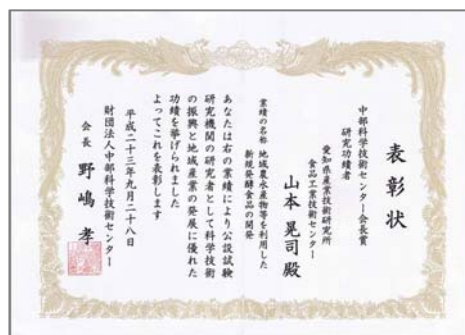 表彰状
中部科学技術センター会長賞
研究功績者
愛知県産業技術研究所
食品工業技術センター
山本晃司殿
業績の名称 地域農水産物等を利用した
新規発酵食品の開発
あなたは右の業績により公設試験
研究機関の研究者として科学技術
の振興と地域産業の発展に優れた
功績を挙げられました
よってこれを表彰します
平成二十三年九月二十八日
財団法人中部科学技術センター
会長 野嶋孝